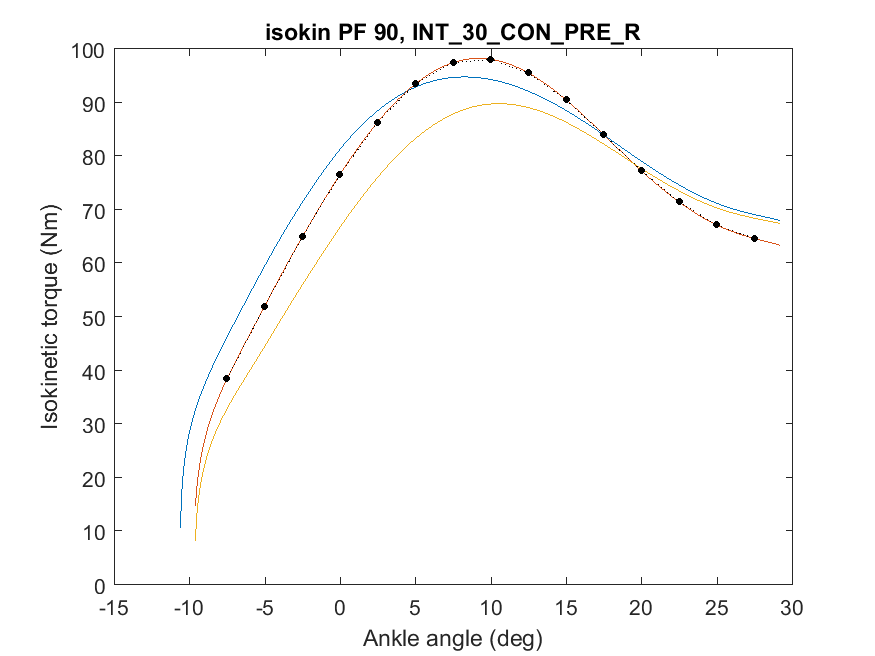 isokin PF 90, INT_30_CON_PRE_R
100
90
80
70
60
50
40
30
20
10
0
Isokinetic torque (Nm)
-15 -10 -5 0 5 10 15 20 25 30
Ankle angle (deg)